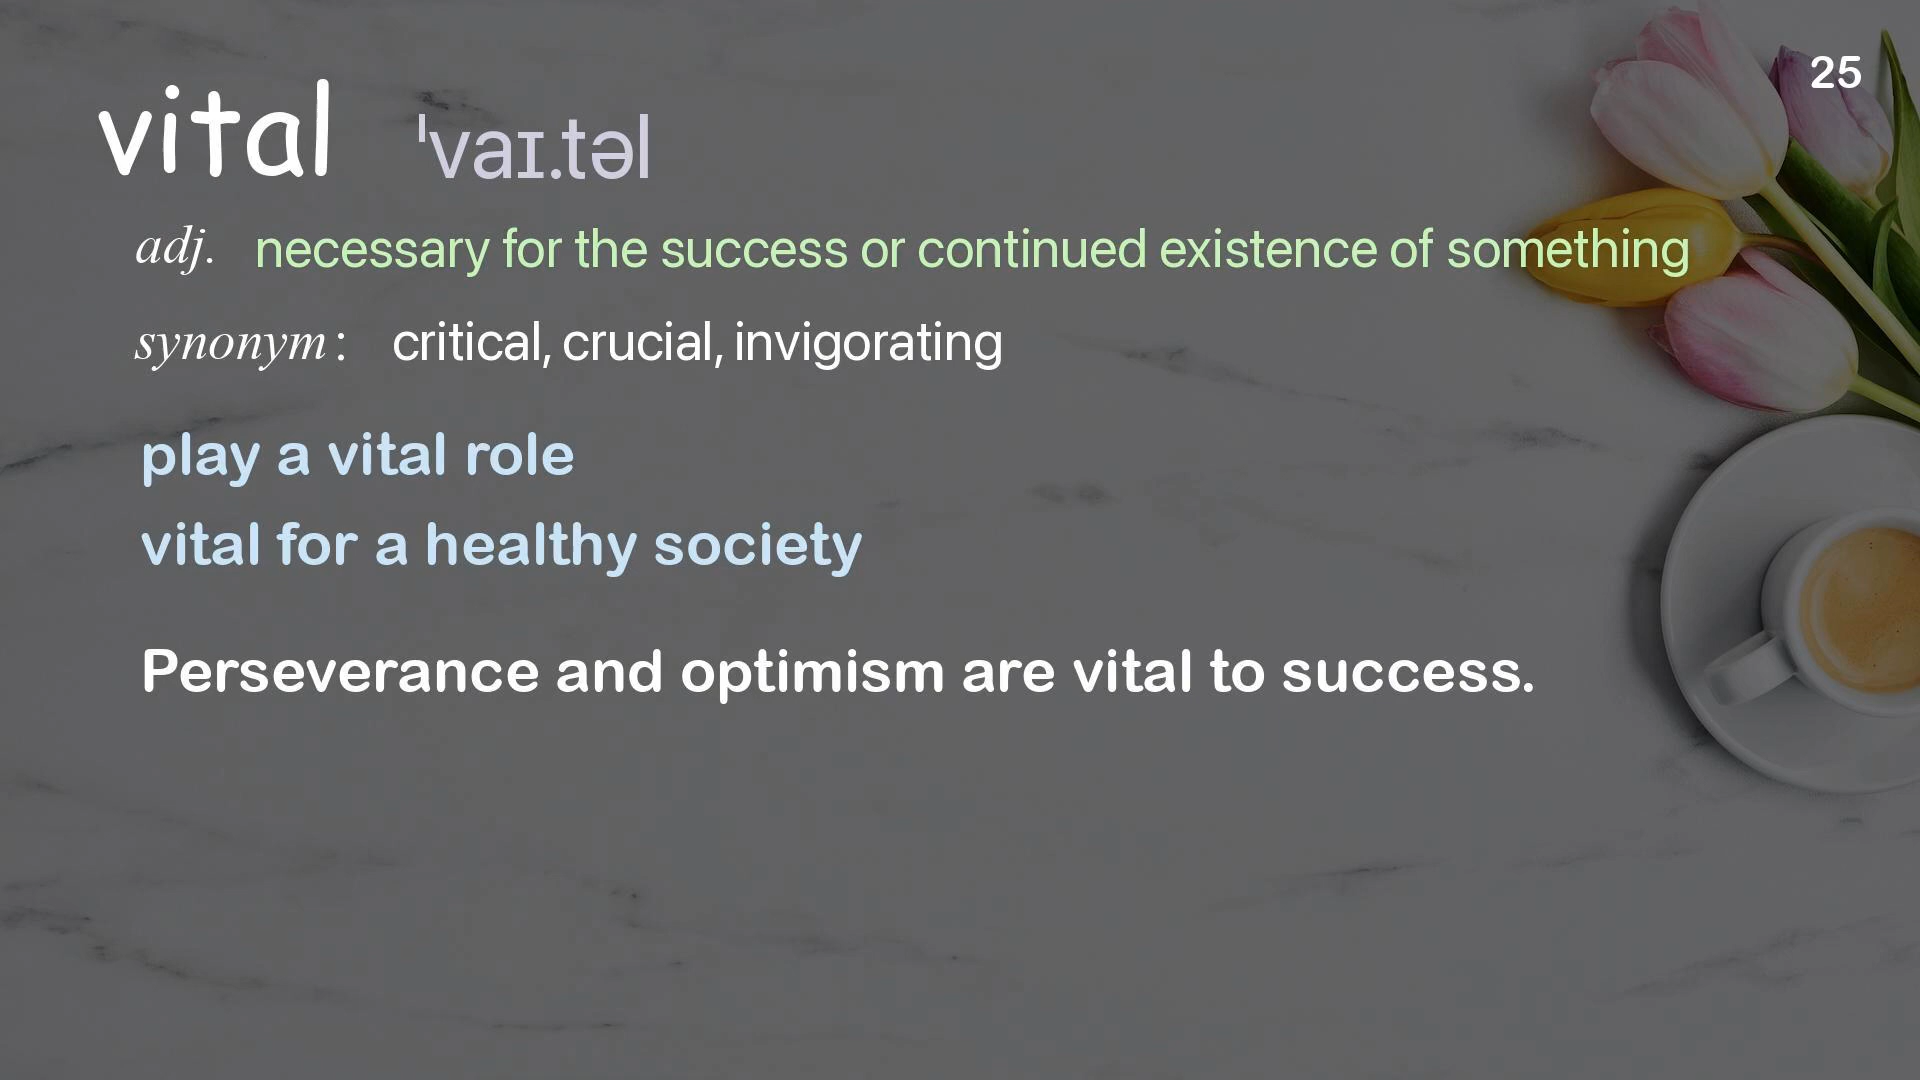 25
vital ˈvaɪ.təl
adj. necessary for the success or continued existence of something
synonym: critical, crucial, invigorating
play a vital role
vital for a healthy society
Perseverance and optimism are vital to success.